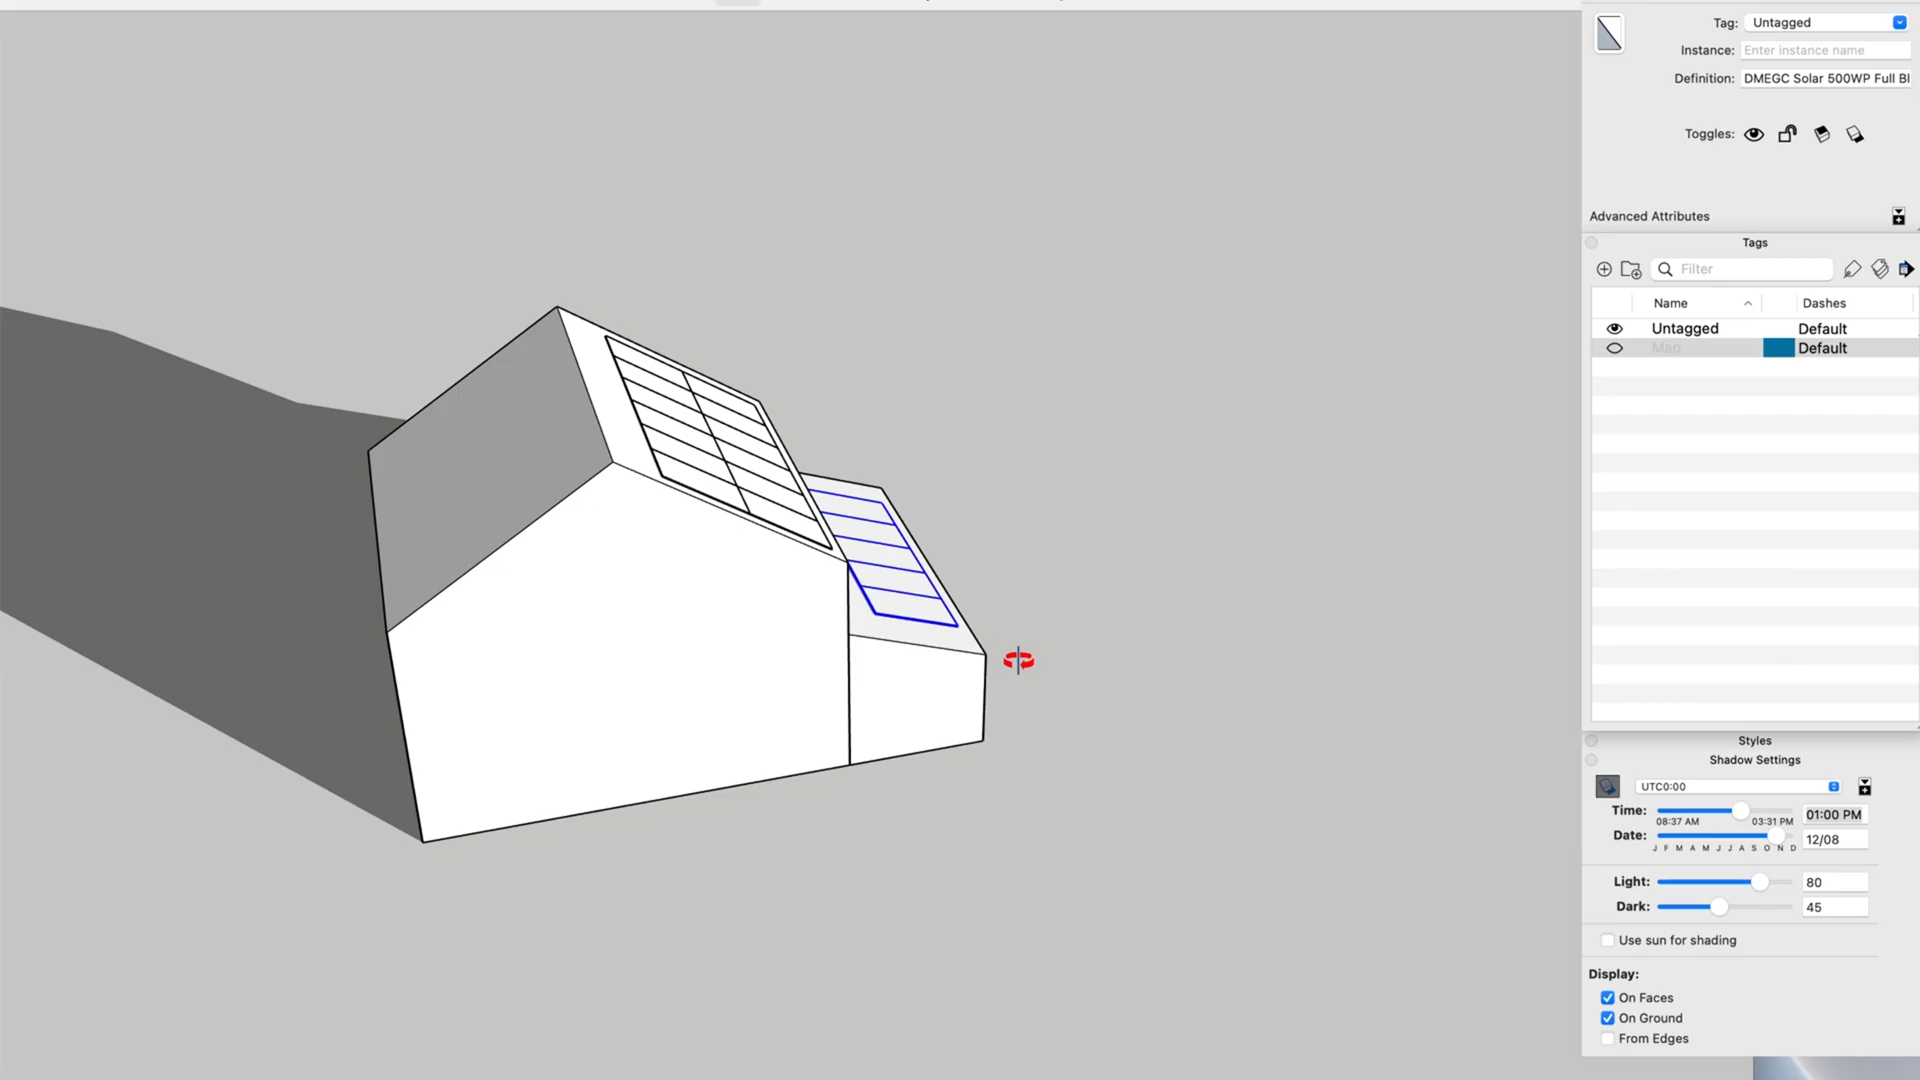 Tag: Untagged
Instance: Enter instance name
Definition: DMEGC Solar 500WP Full Bl
Toggles:
Advanced Attributes
Tags
Filter
Name Dashes
Untagged Default
Map Default
Styles
Shadow Settings
UTC0:00
Time: 01:00 PM
08:37 AM 03:31 PM
Date: 12/08
J F M A M J J A S O N D
Light: 80
Dark: 45
Use sun for shading
Display:
On Faces
On Ground
From Edges